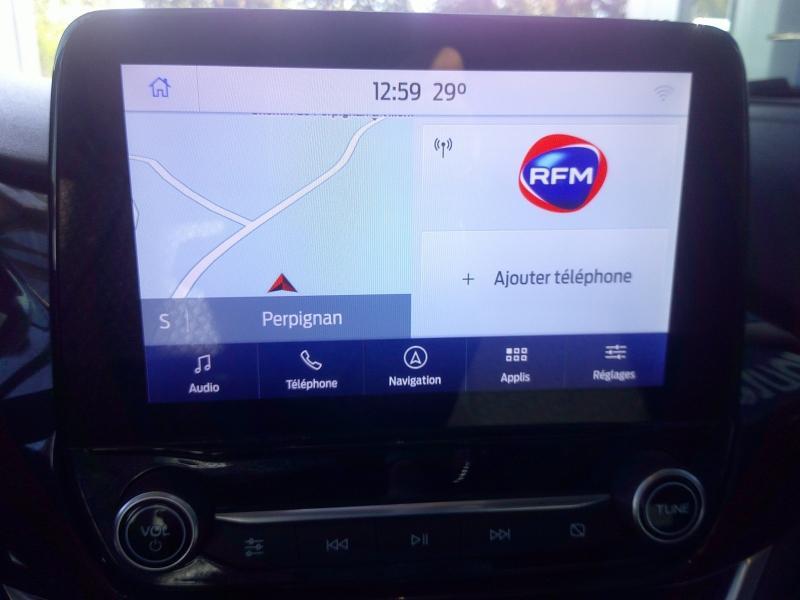 12:59 29°
RFM
+ Ajouter téléphone
S Perpignan
Audio
Téléphone
Navigation
Applis
Réglages
VOL
TUNE